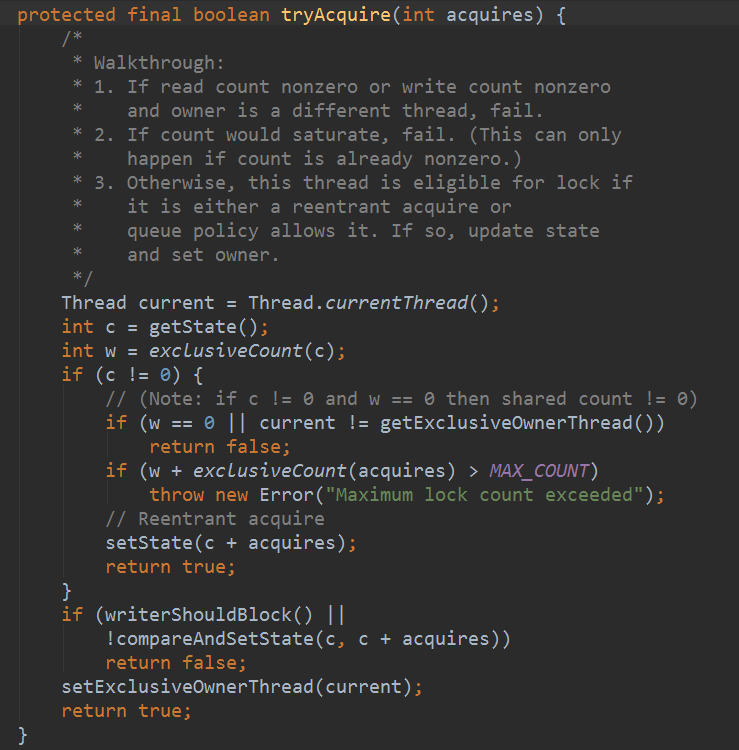 protected final boolean tryAcquire(int acquires) {
/*
* Walkthrough:
* 1. If read count nonzero or write count nonzero
*    and owner is a different thread, fail.
* 2. If count would saturate, fail. (This can only
*    happen if count is already nonzero.)
* 3. Otherwise, this thread is eligible for lock if
*    it is either a reentrant acquire or
*    queue policy allows it. If so, update state
*    and set owner.
*/
Thread current = Thread.currentThread();
int c = getState();
int w = exclusiveCount(c);
if (c != 0) {
// (Note: if c != 0 and w == 0 then shared count != 0)
if (w == 0 || current != getExclusiveOwnerThread())
return false;
if (w + exclusiveCount(acquires) > MAX_COUNT)
throw new Error("Maximum lock count exceeded");
// Reentrant acquire
setState(c + acquires);
return true;
}
if (writerShouldBlock() ||
!compareAndSetState(c, c + acquires))
return false;
setExclusiveOwnerThread(current);
return true;
}